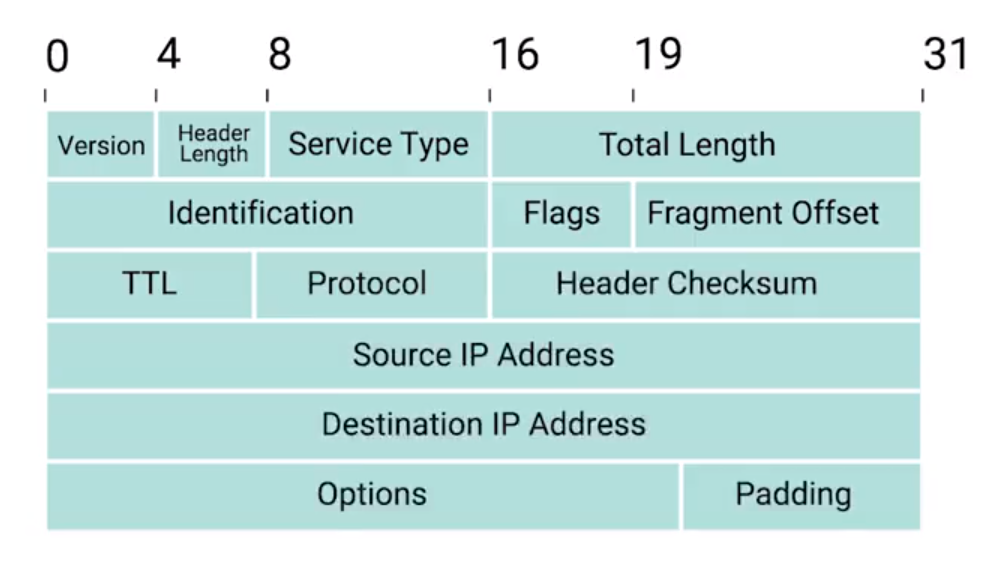 0 4 8 16 19 31
Version Header Length Service Type Total Length
Identification Flags Fragment Offset
TTL Protocol Header Checksum
Source IP Address
Destination IP Address
Options Padding